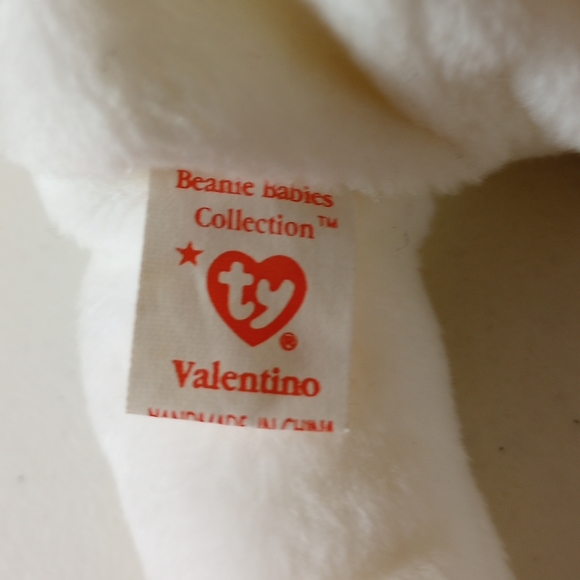 Beanie Babies
Collection™
ty®
Valentino
HANDMADE IN CHINA